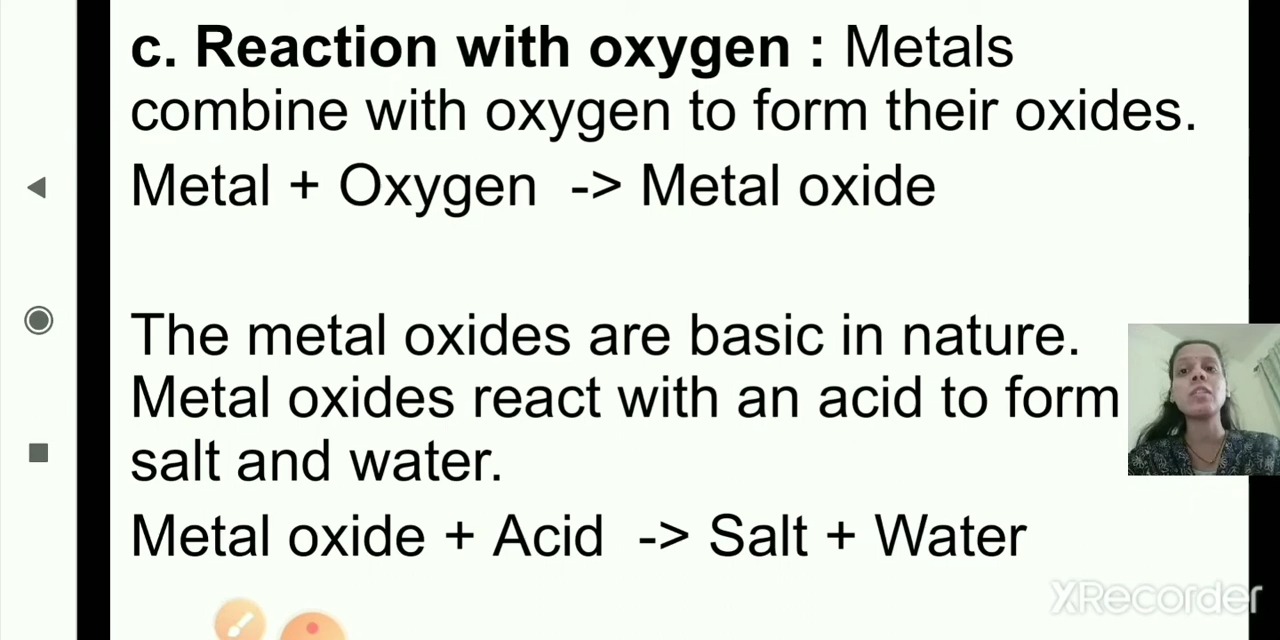 c. Reaction with oxygen : Metals
combine with oxygen to form their oxides.
Metal + Oxygen -> Metal oxide
The metal oxides are basic in nature.
Metal oxides react with an acid to form
salt and water.
Metal oxide + Acid -> Salt + Water
XRecorder